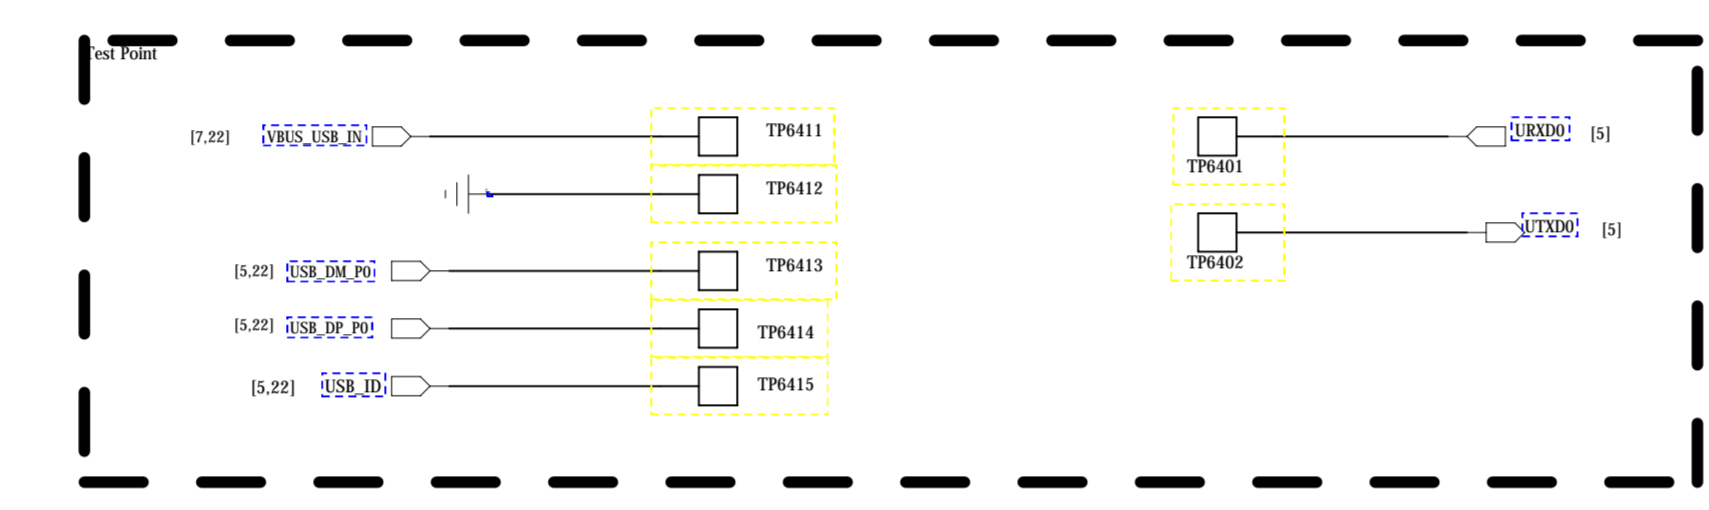 Test Point
[7,22] VBUS_USB_IN TP6411
TP6412
[5,22] USB_DM_P0 TP6413
[5,22] USB_DP_P0 TP6414
[5,22] USB_ID TP6415
URXD0 [5]
TP6401
UTXD0 [5]
TP6402